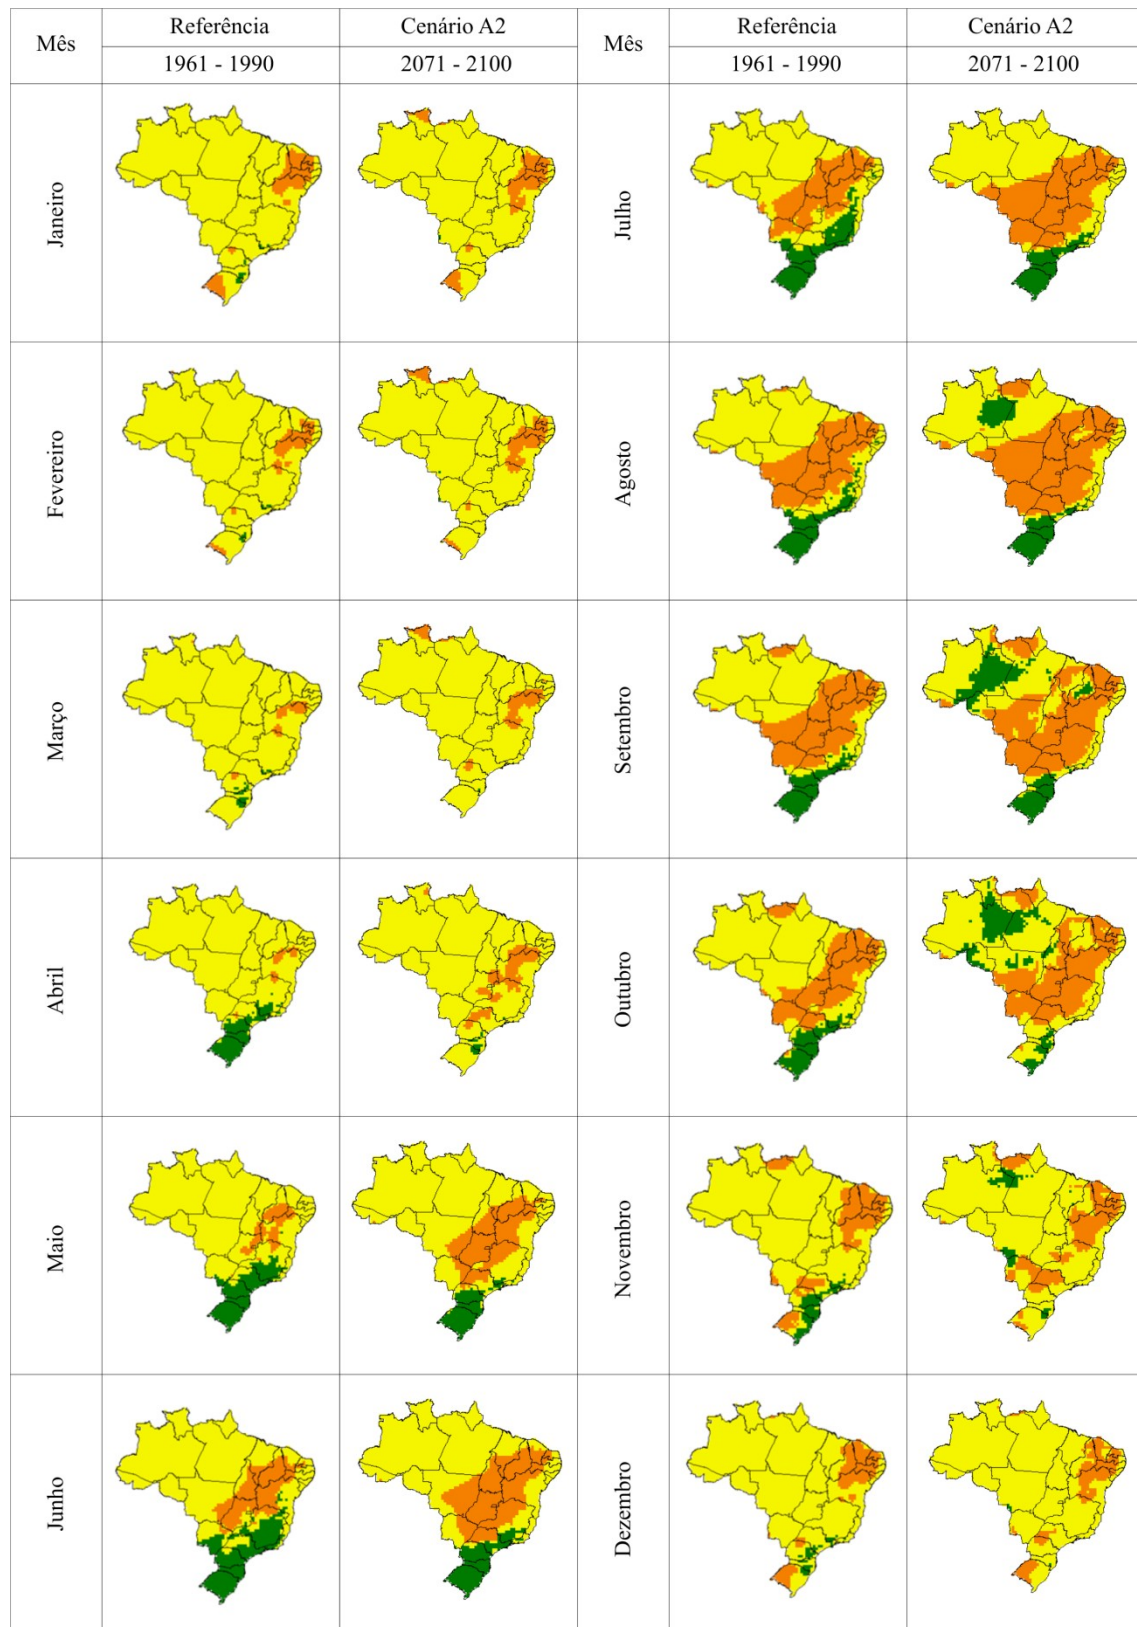 Mês
Referência
Cenário A2
Mês
Referência
Cenário A2
1961 - 1990
2071 - 2100
1961 - 1990
2071 - 2100
Janeiro
Julho
Fevereiro
Agosto
Março
Setembro
Abril
Outubro
Maio
Novembro
Junho
Dezembro